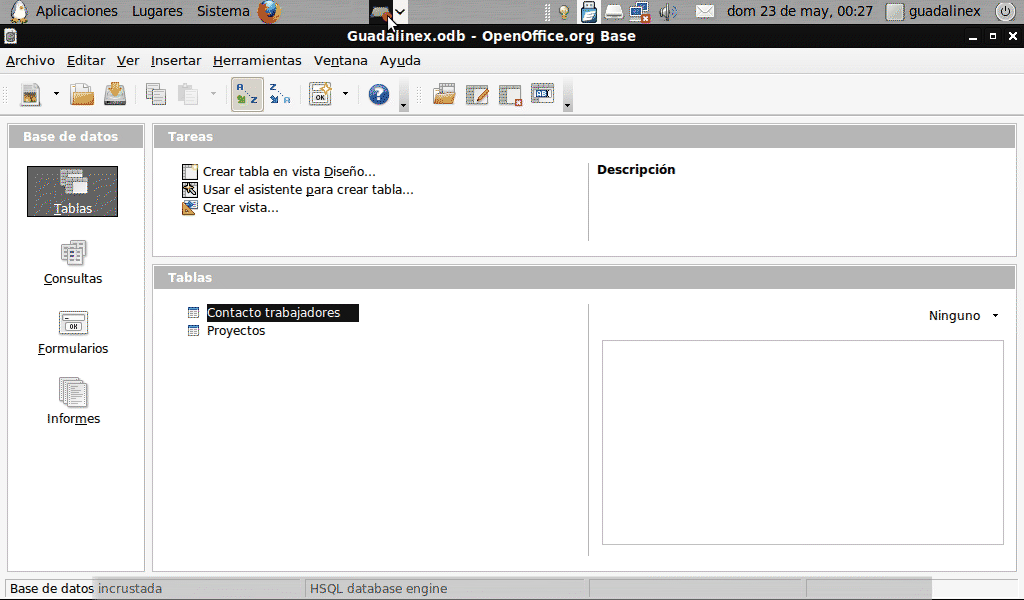 Aplicaciones Lugares Sistema dom 23 de may, 00:27 guadalinex
Guadalinex.odb - OpenOffice.org Base
Archivo Editar Ver Insertar Herramientas Ventana Ayuda
Base de datos
Tareas
Tablas
Consultas
Formularios
Informes
Crear tabla en vista Diseño...
Usar el asistente para crear tabla...
Crear vista...
Descripción
Tablas
Contacto trabajadores
Proyectos
Ninguno
Base de datos incrustada HSQL database engine